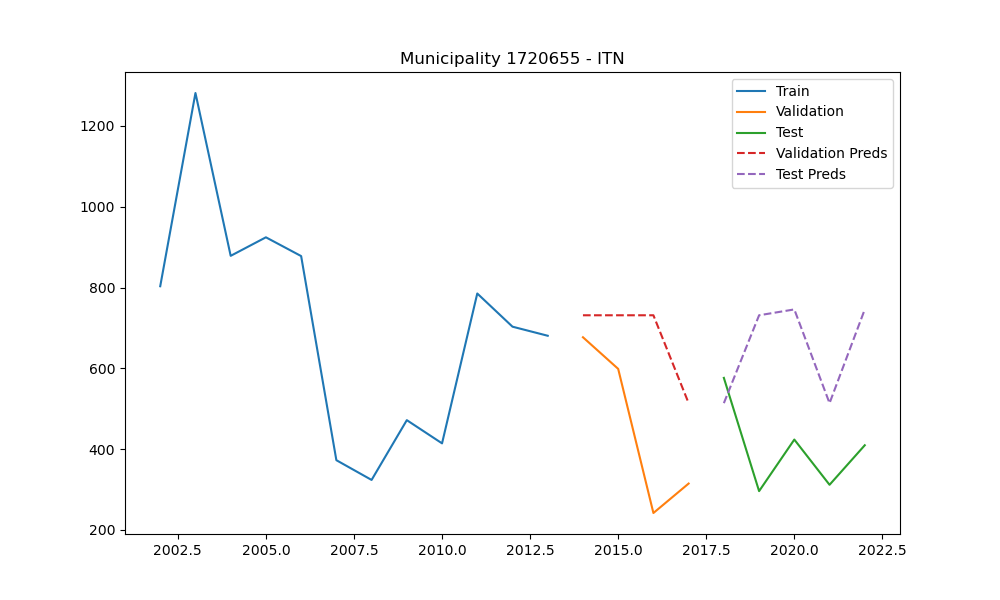 Municipality 1720655 - ITN
Train
Validation
Test
Validation Preds
Test Preds
1200
1000
800
600
400
200
2002.5 2005.0 2007.5 2010.0 2012.5 2015.0 2017.5 2020.0 2022.5